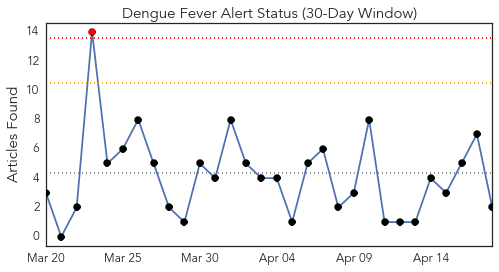 Dengue Fever Alert Status (30-Day Window)
Articles Found
14
12
10
8
6
4
2
0
Mar 20 Mar 25 Mar 30 Apr 04 Apr 09 Apr 14